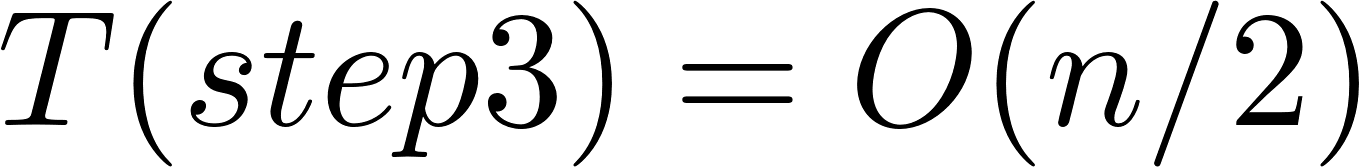 T(step3) = O(n/2)